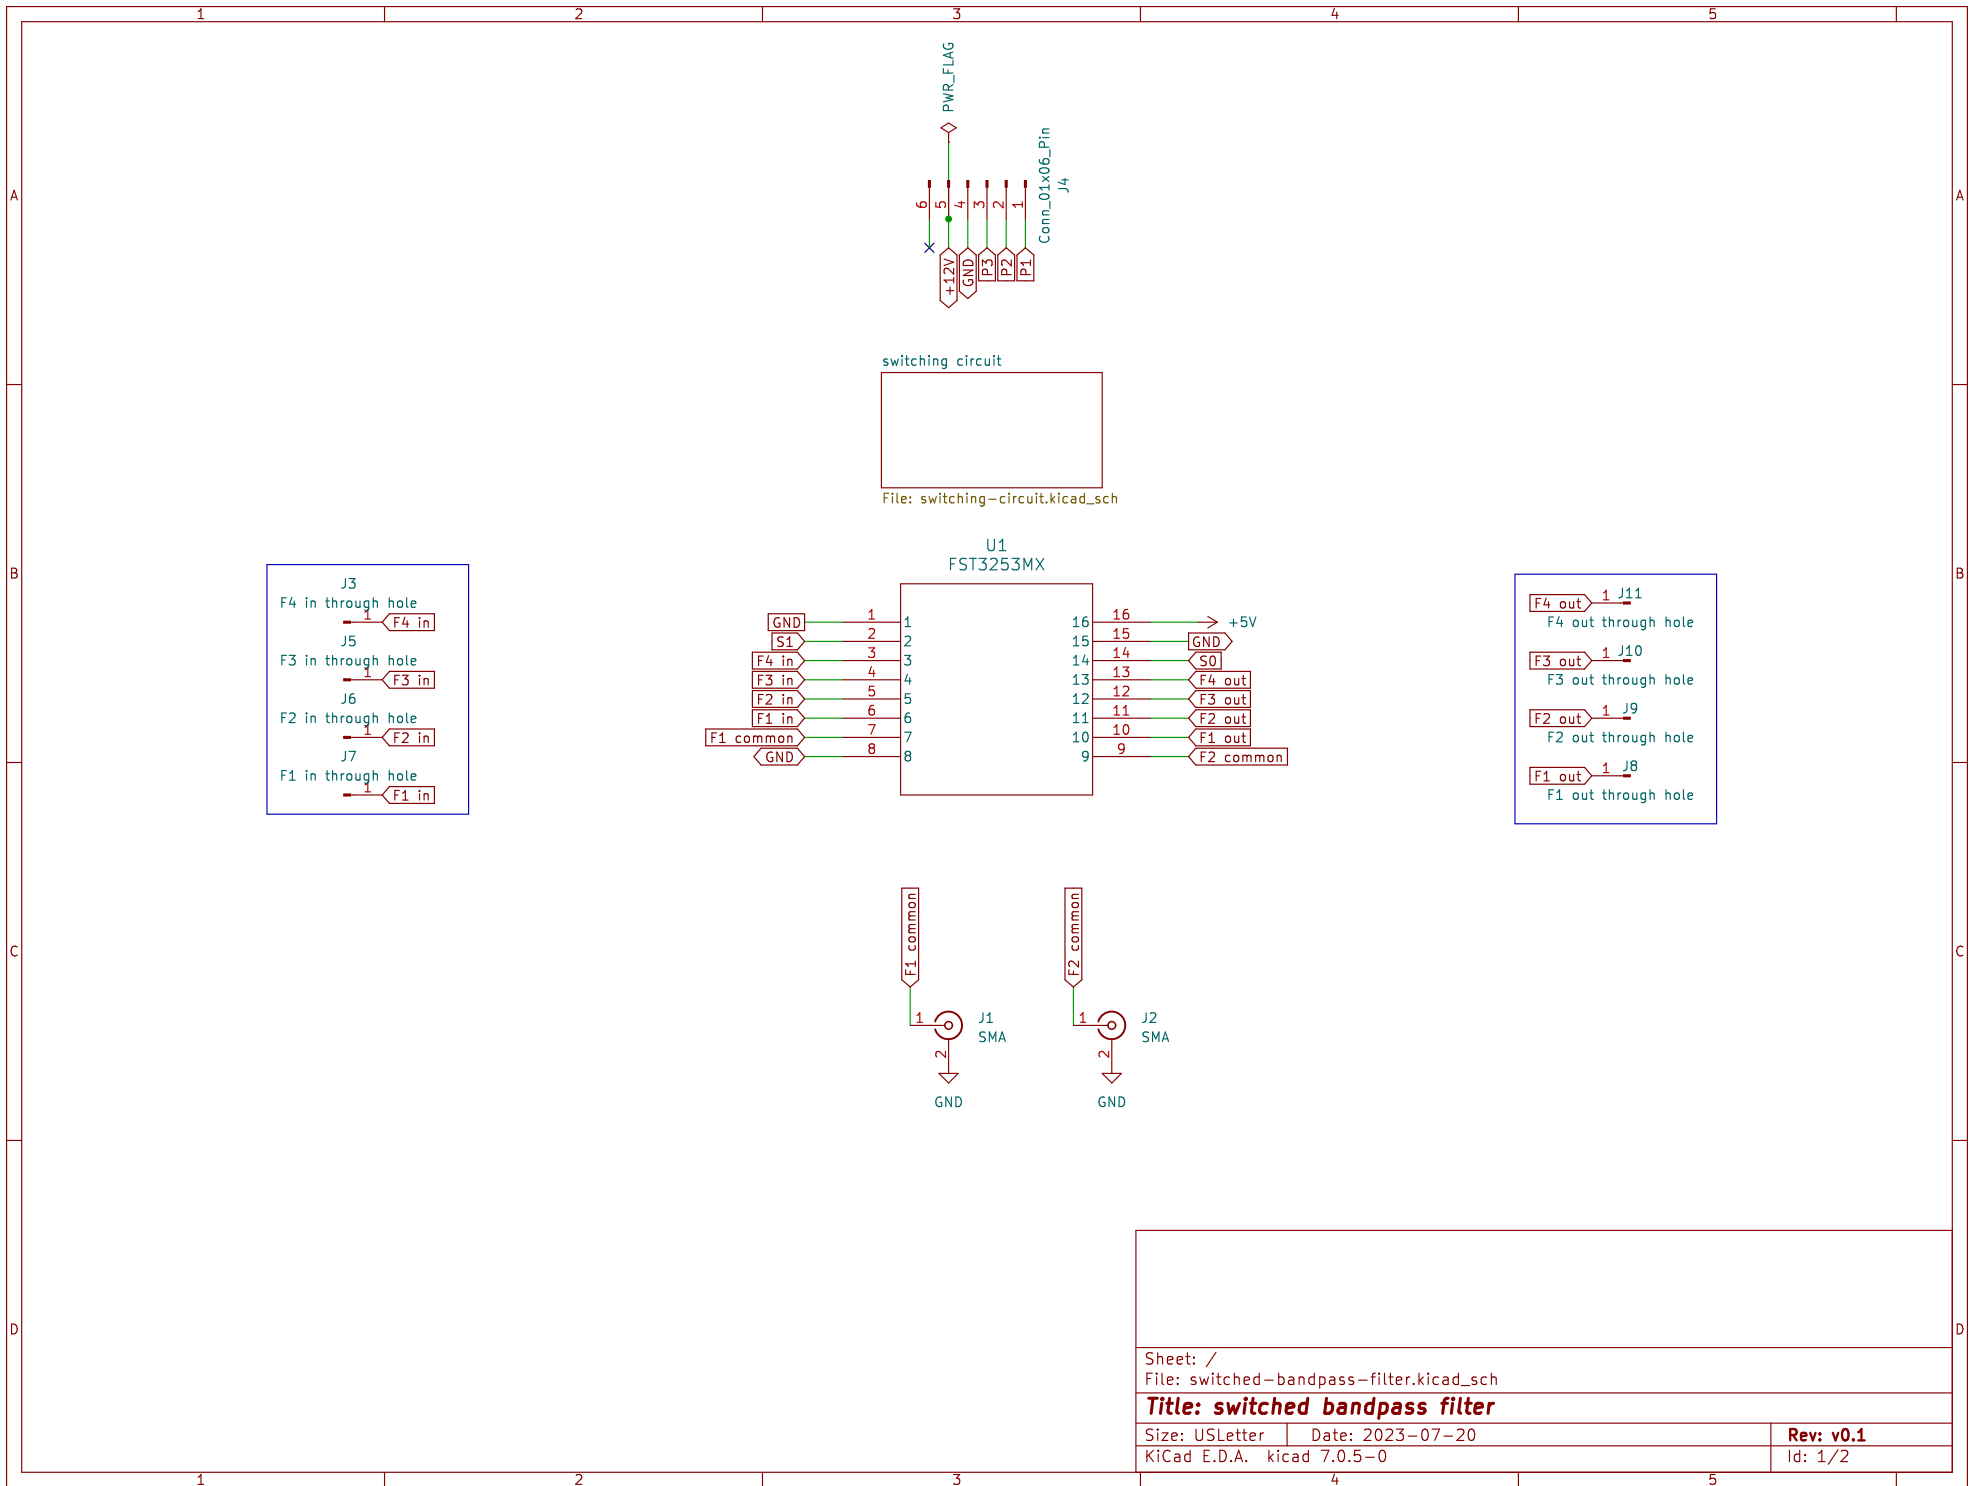 1 2 3 4 5
PWR_FLAG
6 5 4 3 2 1
Conn_01x06_Pin
J4
+12V GND P3 P2 P1
A A
switching circuit
File: switching-circuit.kicad_sch
U1
FST3253MX
B B
J3
F4 in through hole
1 F4 in
J5
F3 in through hole
1 F3 in
J6
F2 in through hole
1 F2 in
J7
F1 in through hole
1 F1 in
GND 1 1
S1 2 2
F4 in 3 3
F3 in 4 4
F2 in 5 5
F1 in 6 6
F1 common 7 7
GND 8 8
16 16 +5V
15 15 GND
14 14 S0
13 13 F4 out
12 12 F3 out
11 11 F2 out
10 10 F1 out
9 9 F2 common
F4 out 1 J11
F4 out through hole
F3 out 1 J10
F3 out through hole
F2 out 1 J9
F2 out through hole
F1 out 1 J8
F1 out through hole
C C
F1 common
1 J1
SMA
2
GND
F2 common
1 J2
SMA
2
GND
D D
Sheet: /
File: switched-bandpass-filter.kicad_sch
Title: switched bandpass filter
Size: USLetter Date: 2023-07-20 Rev: v0.1
KiCad E.D.A. kicad 7.0.5-0 Id: 1/2
1 2 3 4 5